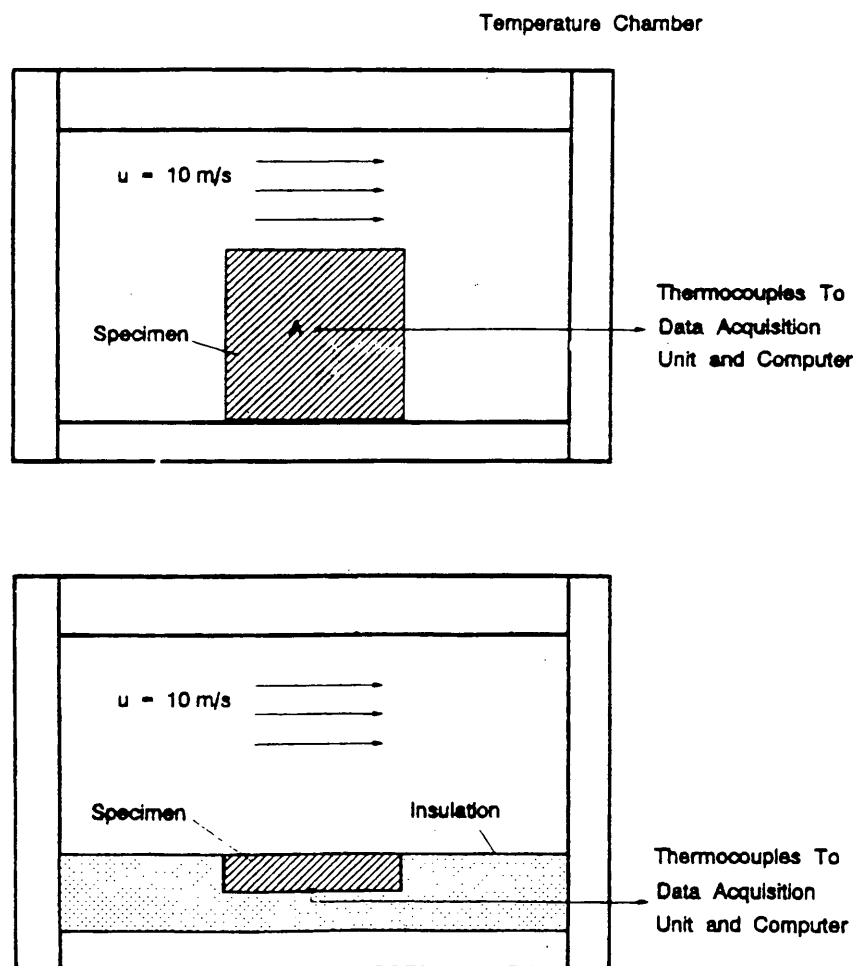 Temperature Chamber
u = 10 m/s
Specimen
A
Thermocouples To
Data Acquisition
Unit and Computer
u = 10 m/s
Specimen
Insulation
Thermocouples To
Data Acquisition
Unit and Computer